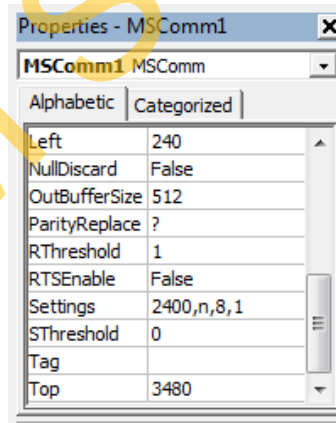 Properties - MSComm1 X
MSComm1 MSComm
Alphabetic Categorized
Left 240
NullDiscard False
OutBufferSize 512
ParityReplace ?
RThreshold 1
RTSEnable False
Settings 2400,n,8,1
SThreshold 0
Tag
Top 3480